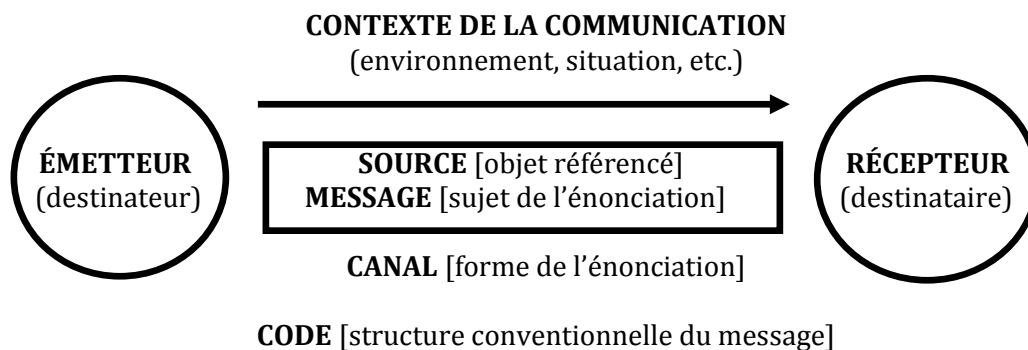 CONTEXTE DE LA COMMUNICATION
(environnement, situation, etc.)
ÉMETTEUR
(destinateur)
SOURCE [objet référencé]
MESSAGE [sujet de l’énonciation]
RÉCEPTEUR
(destinataire)
CANAL [forme de l’énonciation]
CODE [structure conventionnelle du message]